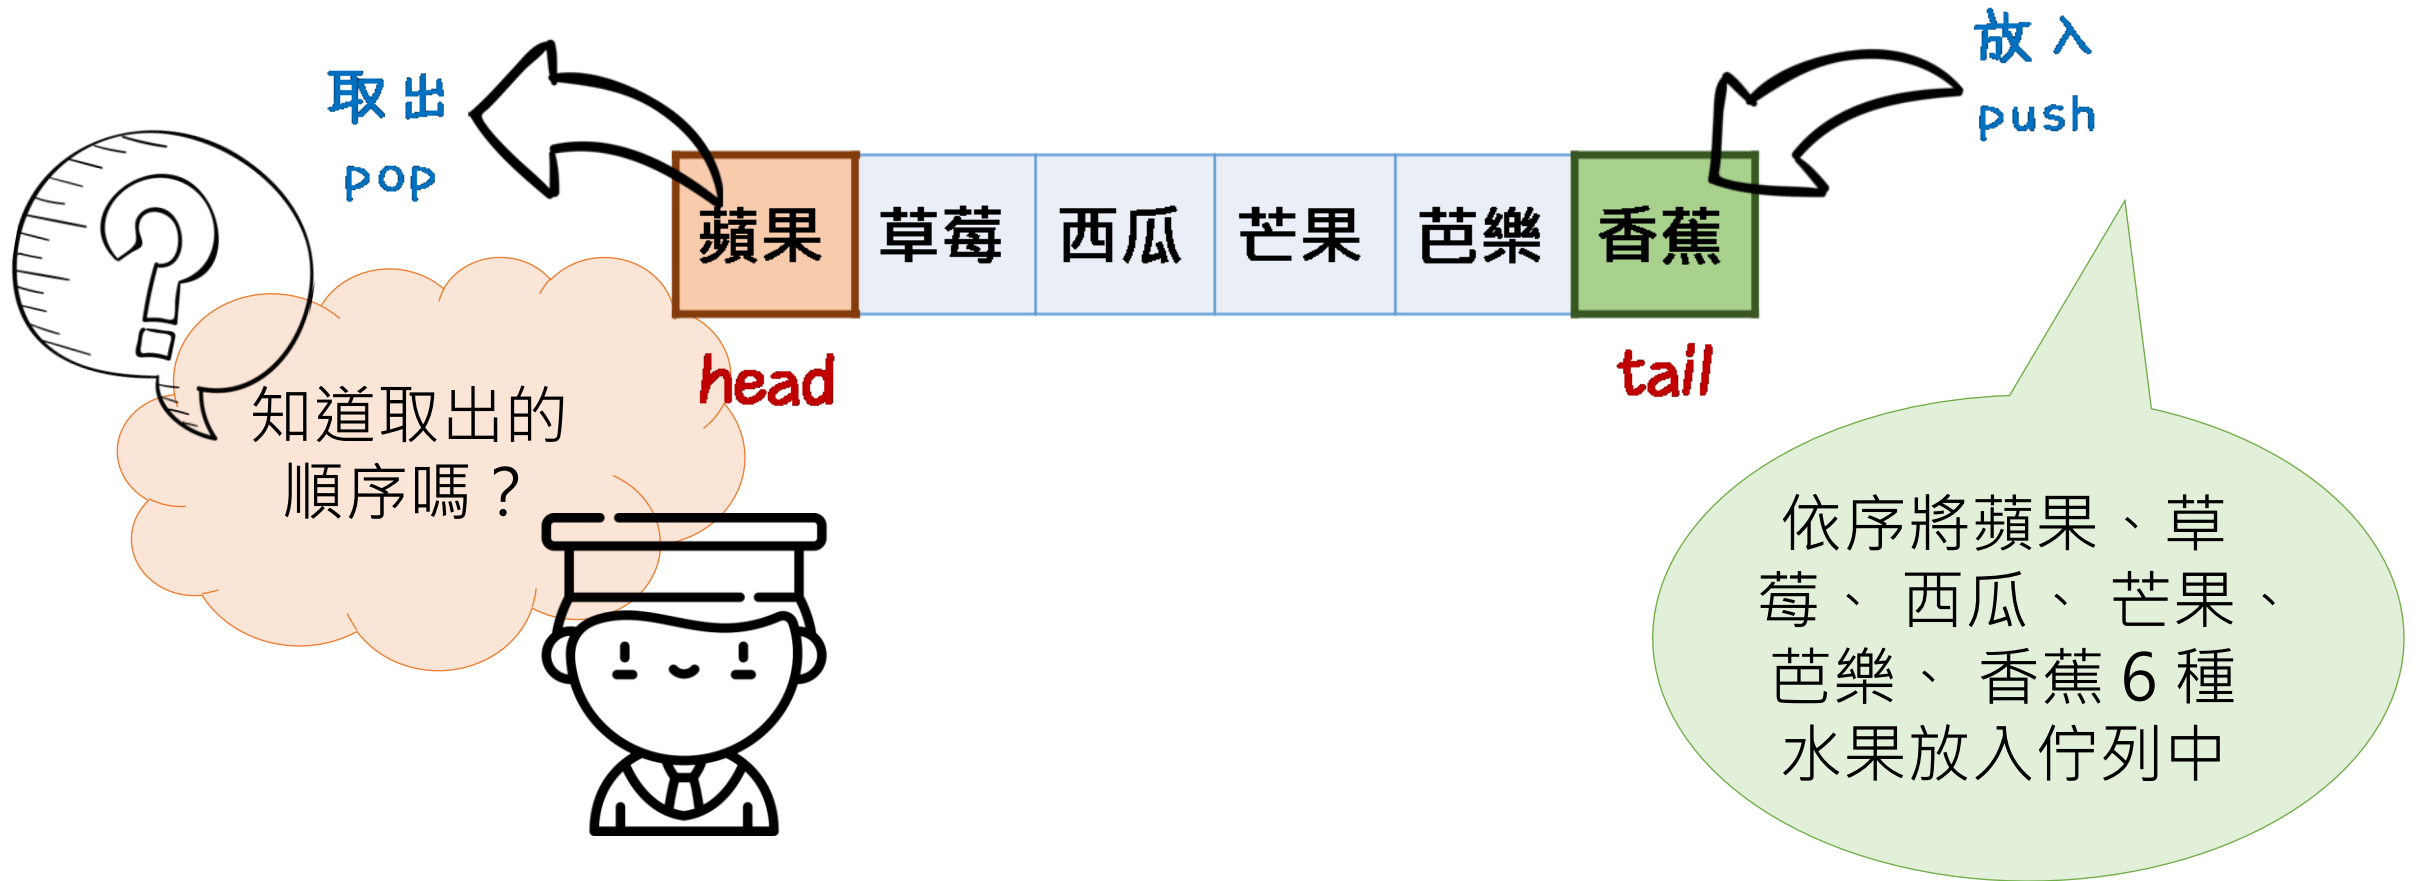 放入
push
取出
pop
蘋果 草莓 西瓜 芒果 芭樂 香蕉
head
tail
知道取出的
順序嗎？
依序將蘋果、草
莓、 西瓜、 芒果、
芭樂、 香蕉 6 種
水果放入佇列中